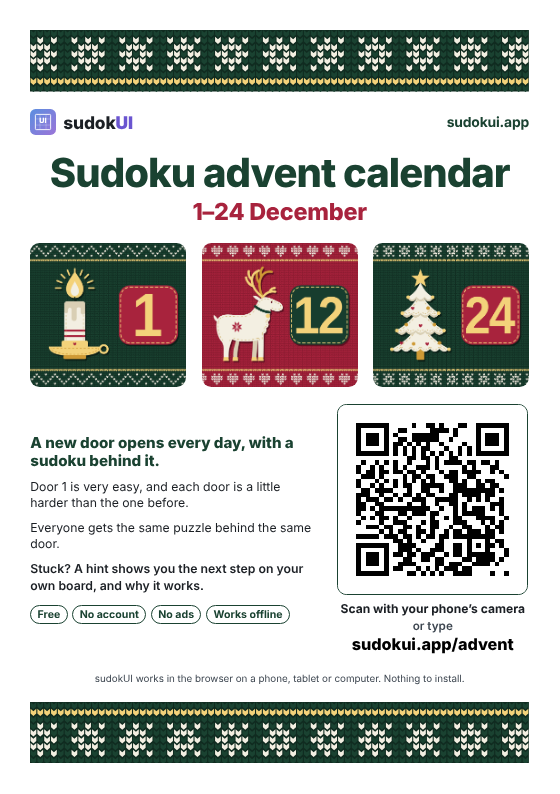 UI
sudokUI
sudokui.app
Sudoku advent calendar
1–24 December
1
12
24
A new door opens every day, with a
sudoku behind it.
Door 1 is very easy, and each door is a little
harder than the one before.
Everyone gets the same puzzle behind the same
door.
Stuck? A hint shows you the next step on your
own board, and why it works.
Free
No account
No ads
Works offline
Scan with your phone’s camera
or type
sudokui.app/advent
sudokUI works in the browser on a phone, tablet or computer. Nothing to install.